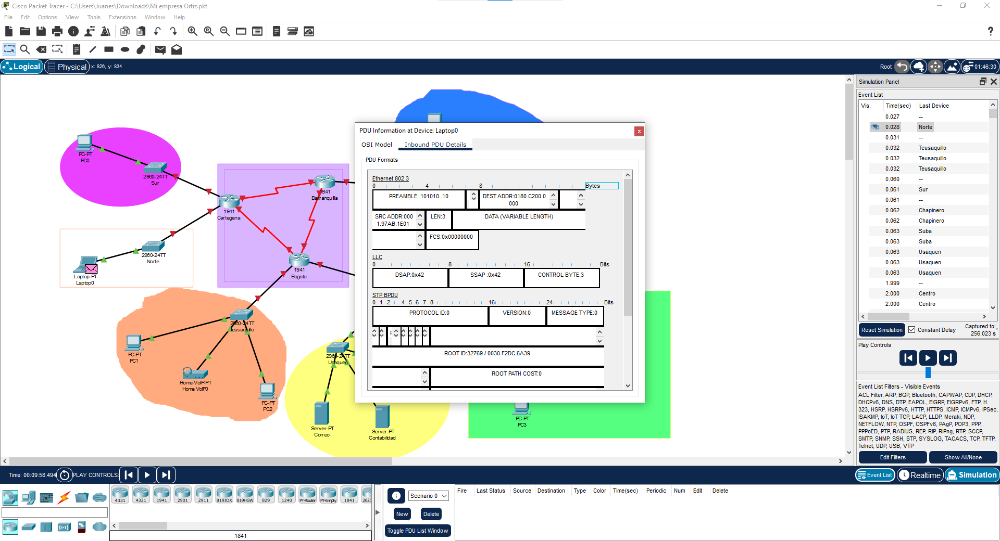 Cisco Packet Tracer - C:\Users\Juanes\Downloads\Mi empresa Ortiz.pkt
File Edit Options View Tools Extensions Window Help
Logical Physical x: 826, y: 834 Root 01:46:30
PC-PT
PC0
2960-24TT
Sur
1941
Cartegena
1941
Barranquilla
1941
Bogota
2960-24TT
Norte
Laptop-PT
Laptop0
2960-24TT
Teusaquillo
PC-PT
PC1
Home-VoIP-PT
Home VoIP0
PC-PT
PC2
2960-24TT
Usaquen
Server-PT
Correo
Server-PT
Contabilidad
PC-PT
PC3
PDU Information at Device: Laptop0
OSI Model Inbound PDU Details
PDU Formats
Ethernet 802.3
0 4 8 Bytes
PREAMBLE: 101010..10 DEST ADDR:0180.C200.0
000
SRC ADDR:000 LEN:3 DATA (VARIABLE LENGTH)
1.97AB.1E01
FCS:0x00000000
LLC
0 8 16 Bits
DSAP:0x42 SSAP :0x42 CONTROL BYTE:3
STP BPDU
0 1 2 4 5 6 7 8 16 24 Bits
PROTOCOL ID:0 VERSION:0 MESSAGE TYPE:0
ROOT ID:32769 / 0030.F2DC.6A39
ROOT PATH COST:0
Simulation Panel
Event List
Vis. Time(sec) Last Device
0.027 --
0.028 Norte
0.031 --
0.032 Teusaquillo
0.032 Teusaquillo
0.032 Teusaquillo
0.060 --
0.061 Sur
0.061 --
0.062 Chapinero
0.062 Chapinero
0.063 Suba
0.063 Suba
0.063 Usaquen
0.063 Usaquen
0.063 Usaquen
1.999 --
2.000 Centro
2.000 Centro
Reset Simulation Constant Delay Captured to:
256.023 s
Play Controls
Event List Filters - Visible Events
ACL Filter, ARP, BGP, Bluetooth, CAPWAP, CDP, DHCP,
DHCPv6, DNS, DTP, EAPOL, EIGRP, EIGRPv6, FTP, H.
323, HSRP, HSRPv6, HTTP, HTTPS, ICMP, ICMPv6, IPSec,
ISAKMP, IoT, IoT TCP, LACP, LLDP, Meraki, NDP,
NETFLOW, NTP, OSPF, OSPFv6, PAgP, POP3, PPP,
PPPoED, PTP, RADIUS, REP, RIP, RIPng, RTP, SCCP,
SMTP, SNMP, SSH, STP, SYSLOG, TACACS, TCP, TFTP,
Telnet, UDP, USB, VTP
Edit Filters Show All/None
Time: 00:09:58.494 PLAY CONTROLS: Event List Realtime Simulation
4331 4321 1941 2901 2911 819IOX 819HGW 829 1240 PT-Router PT-Empty 1841 2620
1841
Scenario 0
New Delete
Toggle PDU List Window
Fire Last Status Source Destination Type Color Time(sec) Periodic Num Edit Delete